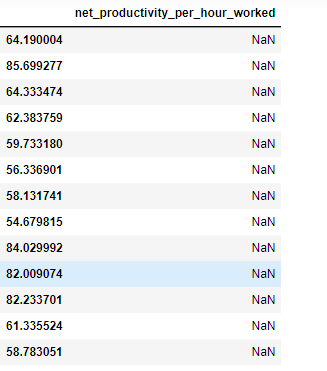 net_productivity_per_hour_worked
64.190004 NaN
85.699277 NaN
64.333474 NaN
62.383759 NaN
59.733180 NaN
56.336901 NaN
58.131741 NaN
54.679815 NaN
84.029992 NaN
82.009074 NaN
82.233701 NaN
61.335524 NaN
58.783051 NaN